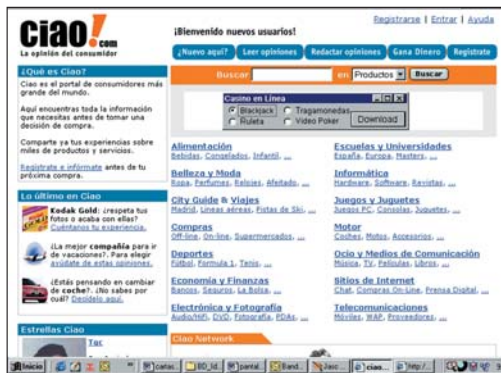 ciao!.com
La opinión del consumidor
¡Bienvenido nuevos usuarios!
Registrarse | Entrar | Ayuda
¿Nuevo aquí? Leer opiniones Redactar opiniones Gana Dinero Regístrate
Buscar en Productos Buscar
¿Qué es Ciao?
Ciao es el portal de consumidores más
grande del mundo.
Aquí encuentras toda la información
que necesitas antes de tomar una
decisión de compra.
Comparte ya tus experiencias sobre
miles de productos y servicios.
Regístrate e infórmate antes de tu
próxima compra.
Lo último en Ciao
Kodak Gold: ¿respeta tus
fotos o acaba con ellas?
Cuéntanos tu experiencia.
¿La mejor compañía para ir
de vacaciones?. Para elegir
ayúdate de estas opiniones.
¿Estás pensando en cambiar
de coche?. ¿No sabes por
cuál? Decídelo aquí.
Estrellas Ciao
Casino en Línea
Blackjack Tragamonedas
Ruleta Video Poker
Download
Alimentación
Bebidas, Congelados, Infantil, ...
Belleza y Moda
Ropa, Perfumes, Relojes, Afeitado, ...
City Guide & Viajes
Madrid, Líneas aéreas, Pistas de Ski, ...
Compras
Off-line, On-line, Supermercados, ...
Deportes
Fútbol, Formula 1, Tenis, ...
Economía y Finanzas
Bancos, Seguros, La Bolsa, ...
Electrónica y Fotografía
Audio/Hifi, DVD, Fotografía, PDAs, ...
Escuelas y Universidades
España, Europa, Masters, ...
Informática
Hardware, Software, Revistas, ...
Juegos y Juguetes
Juegos PC, Consolas, Juguetes, ...
Motor
Coches, Motos, Accesorios, ...
Ocio y Medios de Comunicación
Música, TV, Películas, Libros, ...
Sitios de Internet
Chat, Compras On-Line, Prensa Digital, ...
Telecomunicaciones
Móviles, WAP, Proveedores, ...
Ciao Network
Inicio cartas... BD_Id... pantal... Band... Jasc ... ciao... http:/...